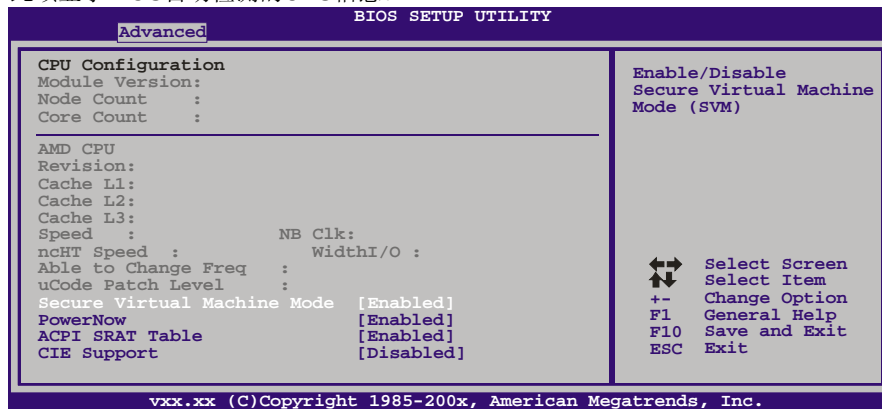 BIOS SETUP UTILITY
Advanced
CPU Configuration
Module Version:
Node Count :
Core Count :
AMD CPU
Revision:
Cache L1:
Cache L2:
Cache L3:
Speed : NB Clk:
ncHT Speed : WidthI/O :
Able to Change Freq :
uCode Patch Level :
Secure Virtual Machine Mode [Enabled]
PowerNow [Enabled]
ACPI SRAT Table [Enabled]
CIE Support [Disabled]
Enable/Disable
Secure Virtual Machine
Mode (SVM)
Select Screen
Select Item
+- Change Option
F1 General Help
F10 Save and Exit
ESC Exit
vxx.xx (C)Copyright 1985-200x, American Megatrends, Inc.